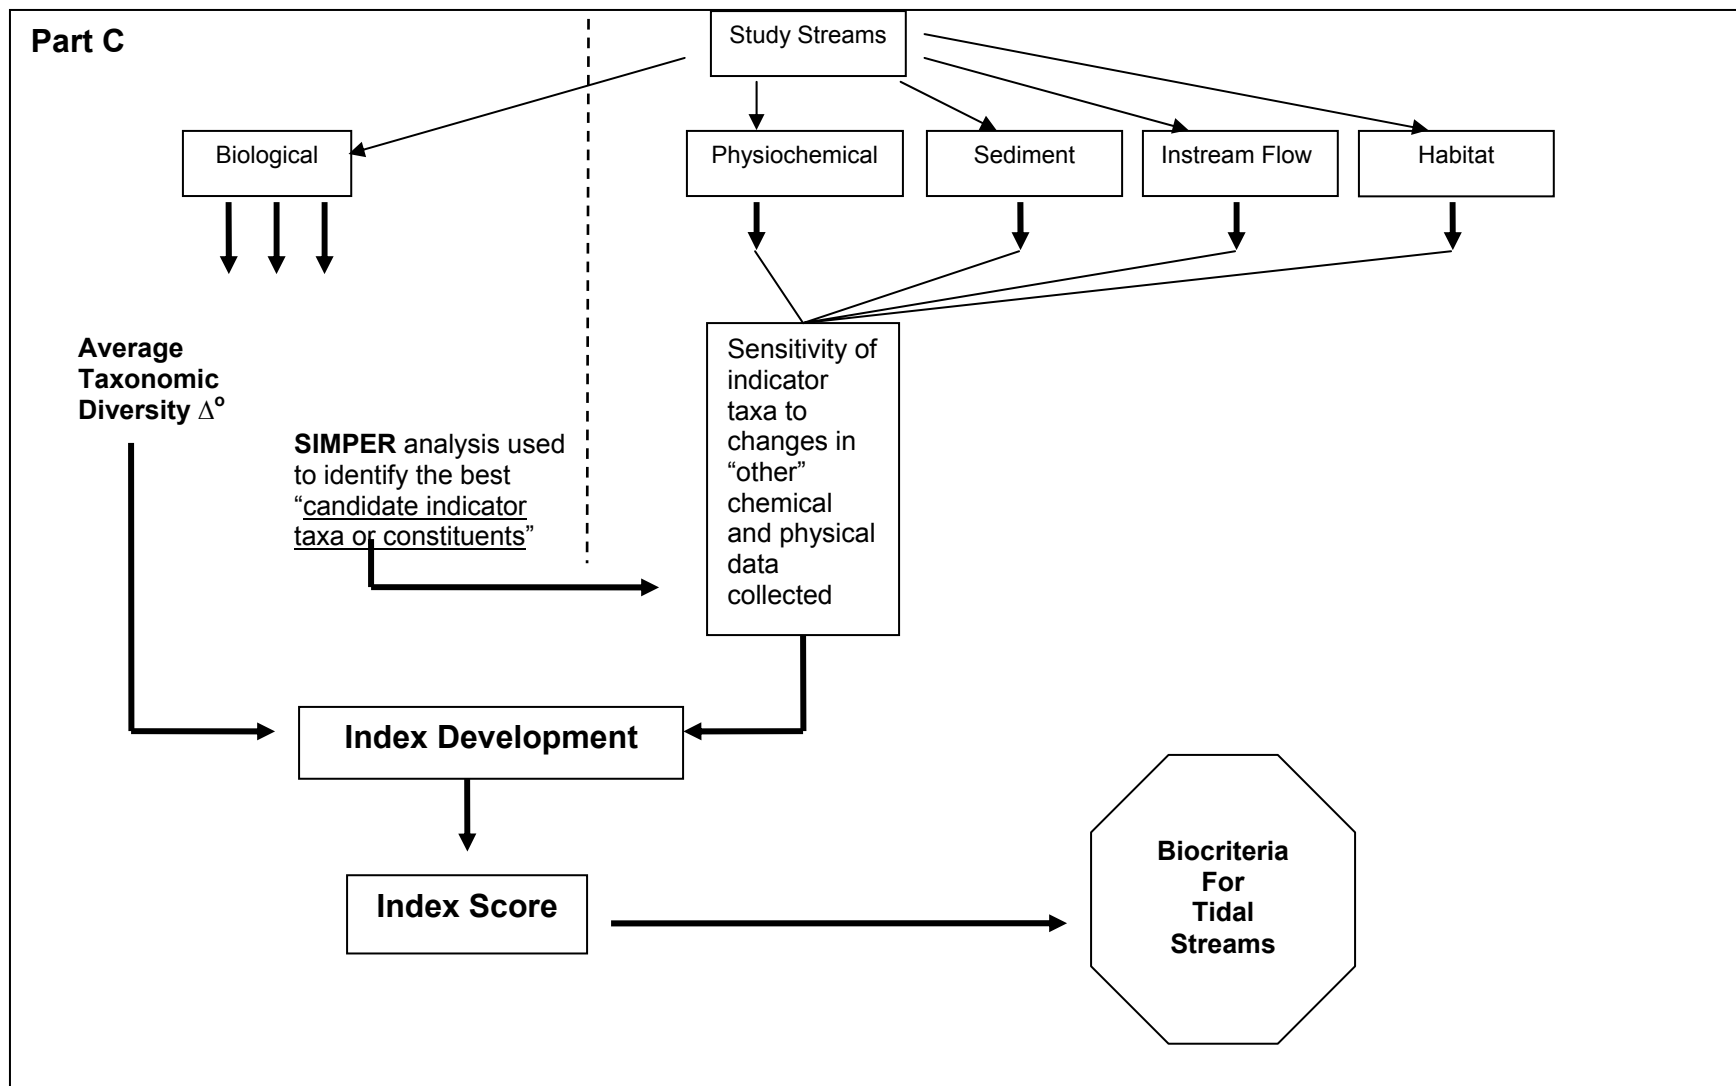 Part C
Study Streams
Biological
Physiochemical
Sediment
Instream Flow
Habitat
Average
Taxonomic
Diversity ∆°
SIMPER analysis used
to identify the best
“candidate indicator
taxa or constituents”
Sensitivity of
indicator
taxa to
changes in
“other”
chemical
and physical
data
collected
Index Development
Index Score
Biocriteria
For
Tidal
Streams